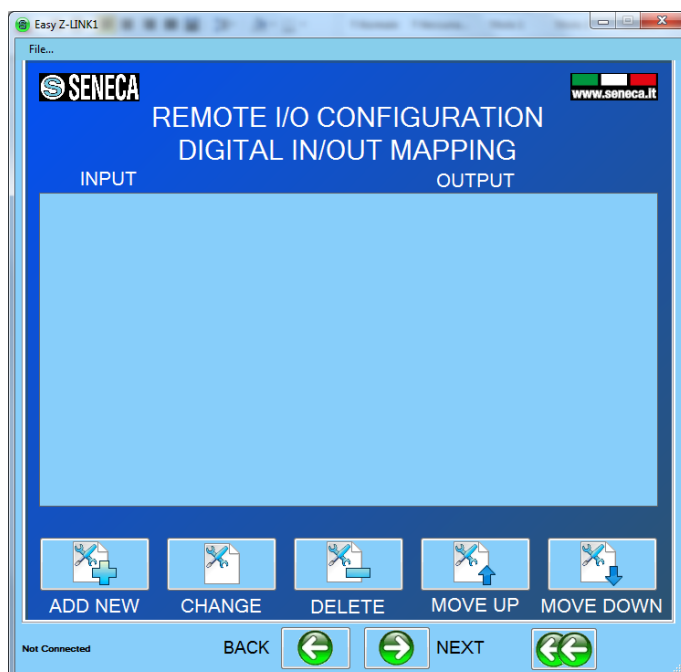 Easy Z-LINK1
File...
SENECA
www.seneca.it
REMOTE I/O CONFIGURATION
DIGITAL IN/OUT MAPPING
INPUT OUTPUT
ADD NEW CHANGE DELETE MOVE UP MOVE DOWN
Not Connected BACK NEXT